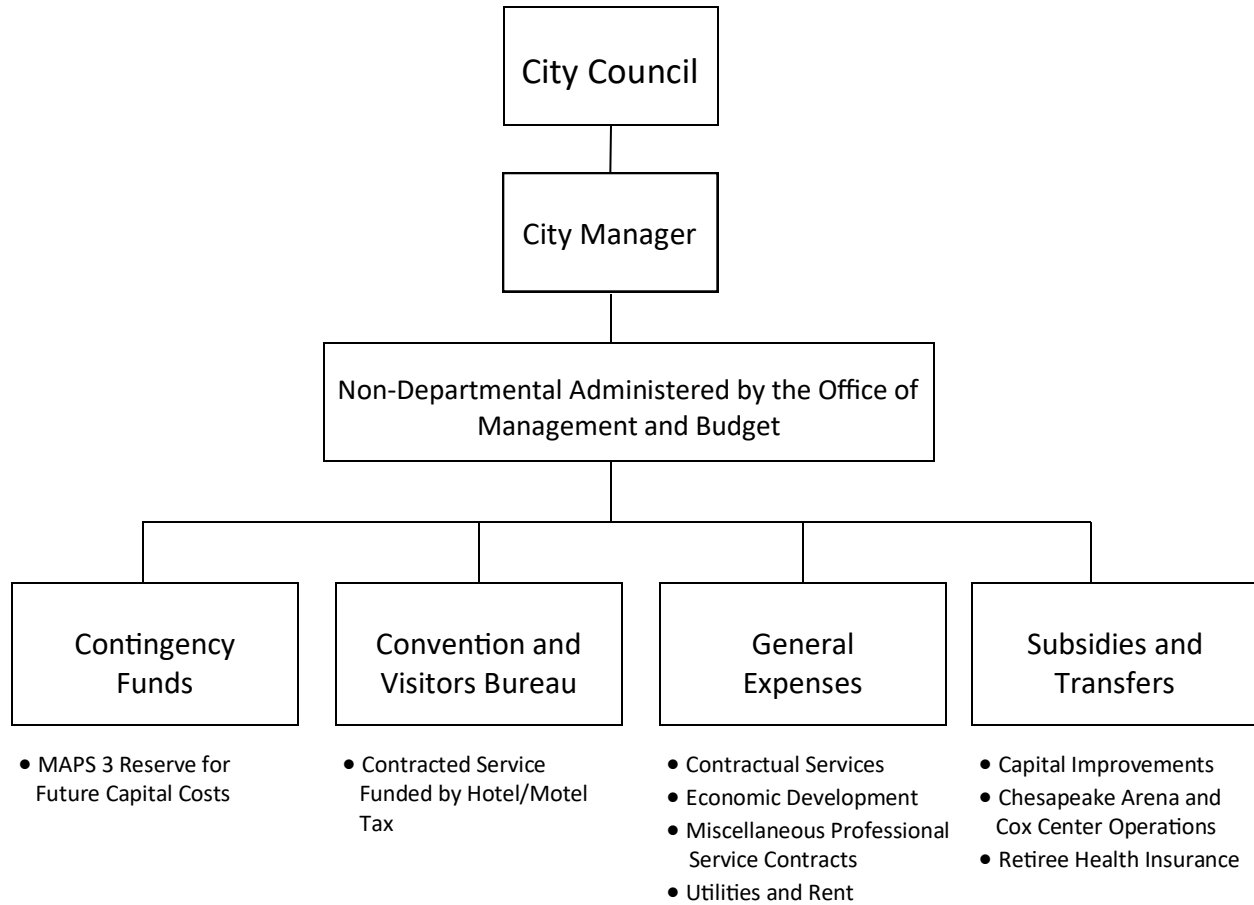 City Council
City Manager
Non-Departmental Administered by the Office of
Management and Budget
Contingency
Funds
Convention and
Visitors Bureau
General
Expenses
Subsidies and
Transfers
• MAPS 3 Reserve for
Future Capital Costs
• Contracted Service
Funded by Hotel/Motel
Tax
• Contractual Services
• Economic Development
• Miscellaneous Professional
Service Contracts
• Utilities and Rent
• Capital Improvements
• Chesapeake Arena and
Cox Center Operations
• Retiree Health Insurance